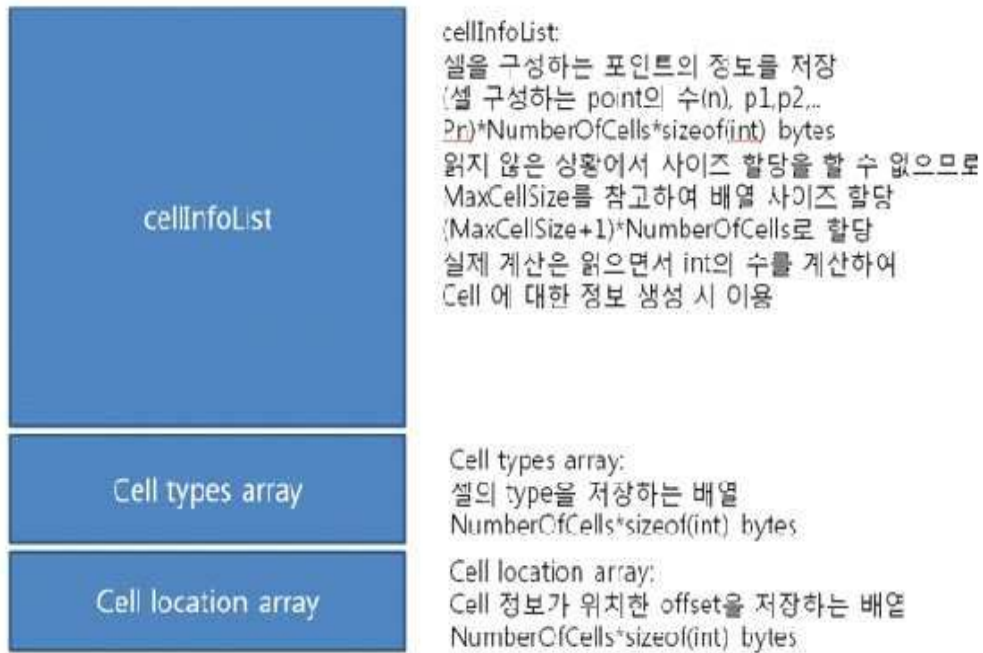 cellInfoList
cellInfoList:
셀을 구성하는 포인트의 정보를 저장
(셀 구성하는 point의 수(n), p1,p2,..
Pn)*NumberOfCells*sizeof(int) bytes
읽지 않은 상황에서 사이즈 할당을 할 수 없으므로
MaxCellSize를 참고하여 배열 사이즈 할당
(MaxCellSize+1)*NumberOfCells로 할당
실제 계산은 읽으면서 int의 수를 계산하여
Cell 에 대한 정보 생성 시 이용
Cell types array
Cell types array:
셀의 type을 저장하는 배열
NumberOfCells*sizeof(int) bytes
Cell location array
Cell location array:
Cell 정보가 위치한 offset을 저장하는 배열
NumberOfCells*sizeof(int) bytes